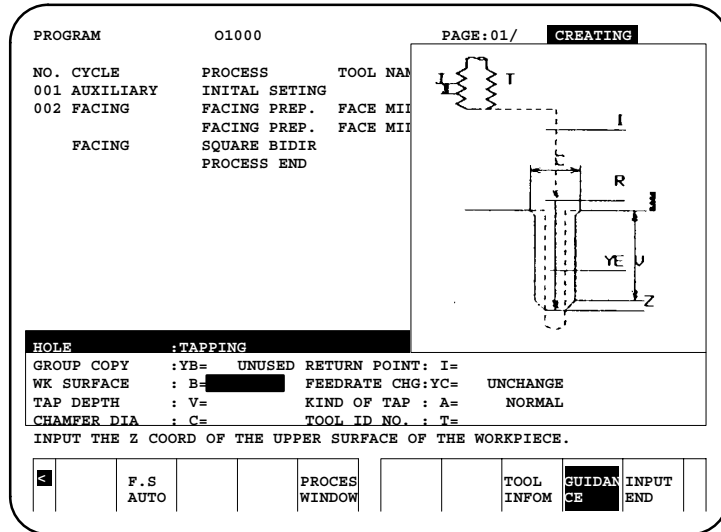 PROGRAM O1000 PAGE:01/ CREATING
NO. CYCLE PROCESS TOOL NAM
001 AUXILIARY INITAL SETING
002 FACING FACING PREP. FACE MIL
FACING PREP. FACE MIL
FACING SQUARE BIDIR
PROCESS END
J T
I
C
R
YE V
Z
HOLE :TAPPING
GROUP COPY :YB= UNUSED RETURN POINT: I=
WK SURFACE : B= FEEDRATE CHG:YC= UNCHANGE
TAP DEPTH : V= KIND OF TAP : A= NORMAL
CHAMFER DIA : C= TOOL ID NO. : T=
INPUT THE Z COORD OF THE UPPER SURFACE OF THE WORKPIECE.
< F.S PROCES TOOL GUIDAN INPUT
AUTO WINDOW INFOM CE END